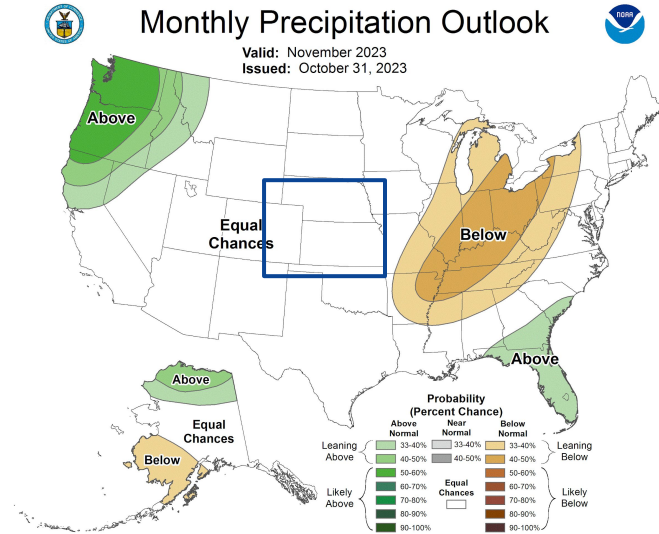 Monthly Precipitation Outlook
Valid: November 2023
Issued: October 31, 2023
NOAA
Above
Equal
Chances
Below
Above
Above
Equal
Chances
Below
Probability
(Percent Chance)
Above
Normal
Near
Normal
Below
Normal
Leaning
Above
33-40%
40-50%
50-60%
60-70%
70-80%
80-90%
90-100%
Likely
Above
33-40%
40-50%
Equal
Chances
33-40%
40-50%
50-60%
60-70%
70-80%
80-90%
90-100%
Leaning
Below
Likely
Below